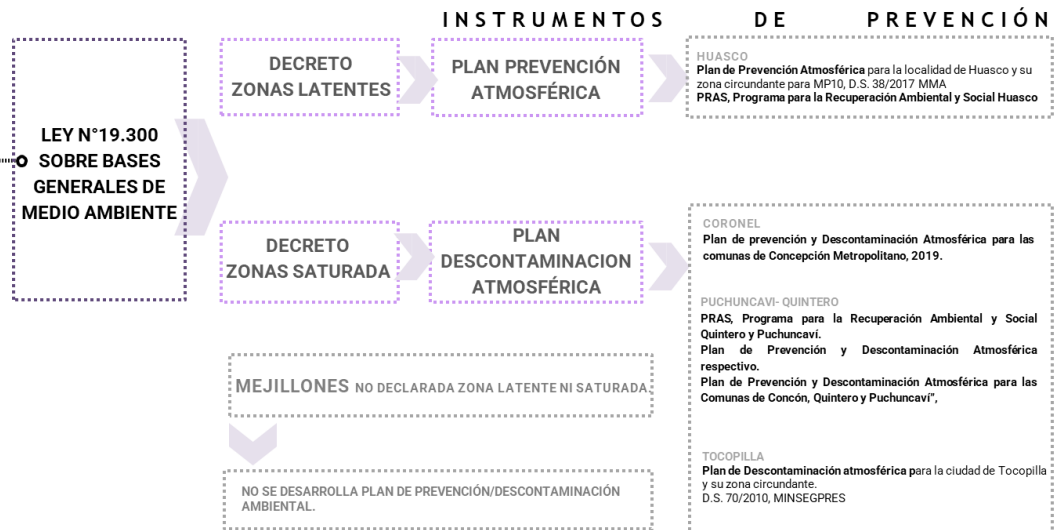 INSTRUMENTOS DE PREVENCIÓN
LEY N°19.300
SOBRE BASES
GENERALES DE
MEDIO AMBIENTE
DECRETO
ZONAS LATENTES
PLAN PREVENCIÓN
ATMOSFÉRICA
HUASCO
Plan de Prevención Atmosférica para la localidad de Huasco y su
zona circundante para MP10, D.S. 38/2017 MMA
PRAS, Programa para la Recuperación Ambiental y Social Huasco
DECRETO
ZONAS SATURADA
PLAN
DESCONTAMINACION
ATMOSFÉRICA
CORONEL
Plan de prevención y Descontaminación Atmosférica para las
comunas de Concepción Metropolitano, 2019.
PUCHUNCAVI- QUINTERO
PRAS, Programa para la Recuperación Ambiental y Social
Quintero y Puchuncaví.
Plan de Prevención y Descontaminación Atmosférica
respectivo.
Plan de Prevención y Descontaminación Atmosférica para las
Comunas de Concón, Quintero y Puchuncaví”,
TOCOPILLA
Plan de Descontaminación atmosférica para la ciudad de Tocopilla
y su zona circundante.
D.S. 70/2010, MINSEGPRES
MEJILLONES NO DECLARADA ZONA LATENTE NI SATURADA.
NO SE DESARROLLA PLAN DE PREVENCIÓN/DESCONTAMINACIÓN
AMBIENTAL.